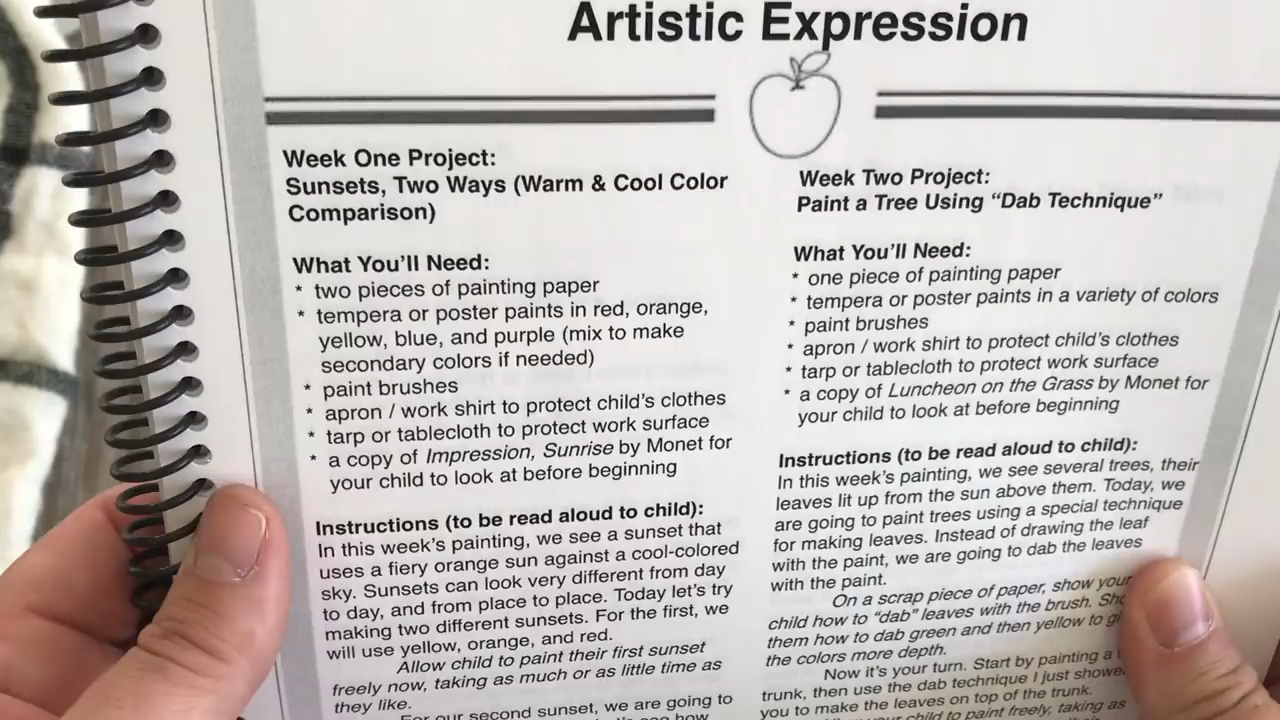 Artistic Expression
Week One Project:
Sunsets, Two Ways (Warm & Cool Color
Comparison)
What You'll Need:
* two pieces of painting paper
* tempera or poster paints in red, orange,
yellow, blue, and purple (mix to make
secondary colors if needed)
* paint brushes
* apron / work shirt to protect child's clothes
* tarp or tablecloth to protect work surface
* a copy of Impression, Sunrise by Monet for
your child to look at before beginning
Instructions (to be read aloud to child):
In this week's painting, we see a sunset that
uses a fiery orange sun against a cool-colored
sky. Sunsets can look very different from day
to day, and from place to place. Today let's try
making two different sunsets. For the first, we
will use yellow, orange, and red.
Allow child to paint their first sunset
freely now, taking as much or as little time as
they like.
For our second sunset, we are going to
Week Two Project:
Paint a Tree Using "Dab Technique"
What You'll Need:
* one piece of painting paper
* tempera or poster paints in a variety of colors
* paint brushes
* apron / work shirt to protect child's clothes
* tarp or tablecloth to protect work surface
* a copy of Luncheon on the Grass by Monet for
your child to look at before beginning
Instructions (to be read aloud to child):
In this week's painting, we see several trees, their
leaves lit up from the sun above them. Today, we
are going to paint trees using a special technique
for making leaves. Instead of drawing the leaf
with the paint, we are going to dab the leaves
with the paint.
On a scrap piece of paper, show your
child how to "dab" leaves with the brush.
them how to dab green and then yellow to
the colors more depth.
Now it's your turn. Start by painting a
trunk, then use the dab technique I just
you to make the leaves on top of the trunk.
your child to paint freely, taking as